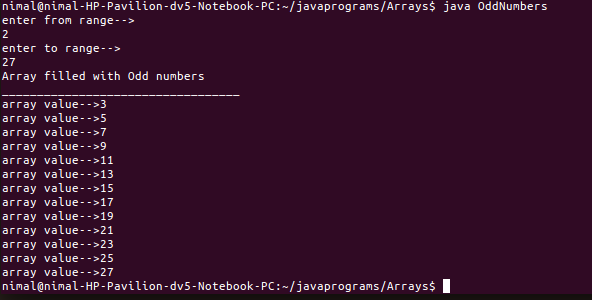 nimal@nimal-HP-Pavilion-dv5-Notebook-PC:~/javaprograms/Arrays$ java OddNumbers
enter from range-->
2
enter to range-->
27
Array filled with Odd numbers
__________________________________
array value-->3
array value-->5
array value-->7
array value-->9
array value-->11
array value-->13
array value-->15
array value-->17
array value-->19
array value-->21
array value-->23
array value-->25
array value-->27
nimal@nimal-HP-Pavilion-dv5-Notebook-PC:~/javaprograms/Arrays$